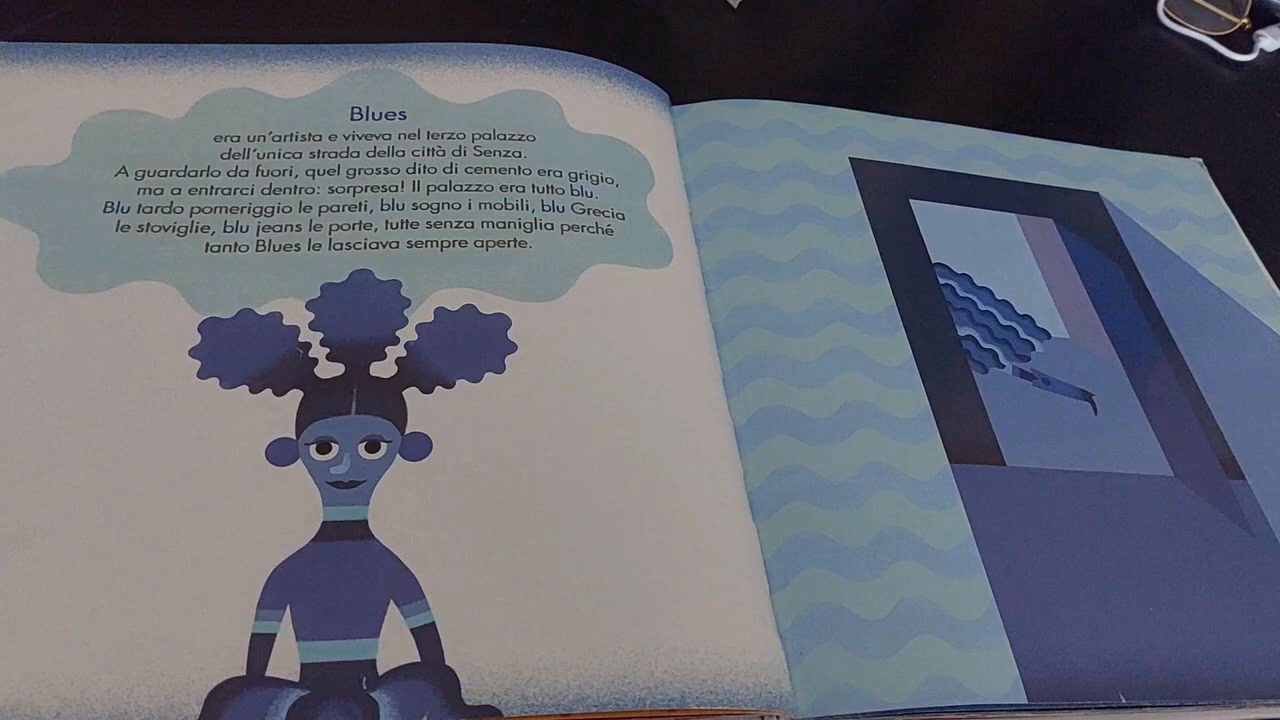 Blues
era un'artista e viveva nel terzo palazzo
dell'unica strada della città di Senza.
A guardarlo da fuori, quel grosso dito di cemento era grigio,
ma a entrarci dentro: sorpresa! Il palazzo era tutto blu.
Blu tardo pomeriggio le pareti, blu sogno i mobili, blu Grecia
le stoviglie, blu jeans le porte, tutte senza maniglia perché
tanto Blues le lasciava sempre aperte.